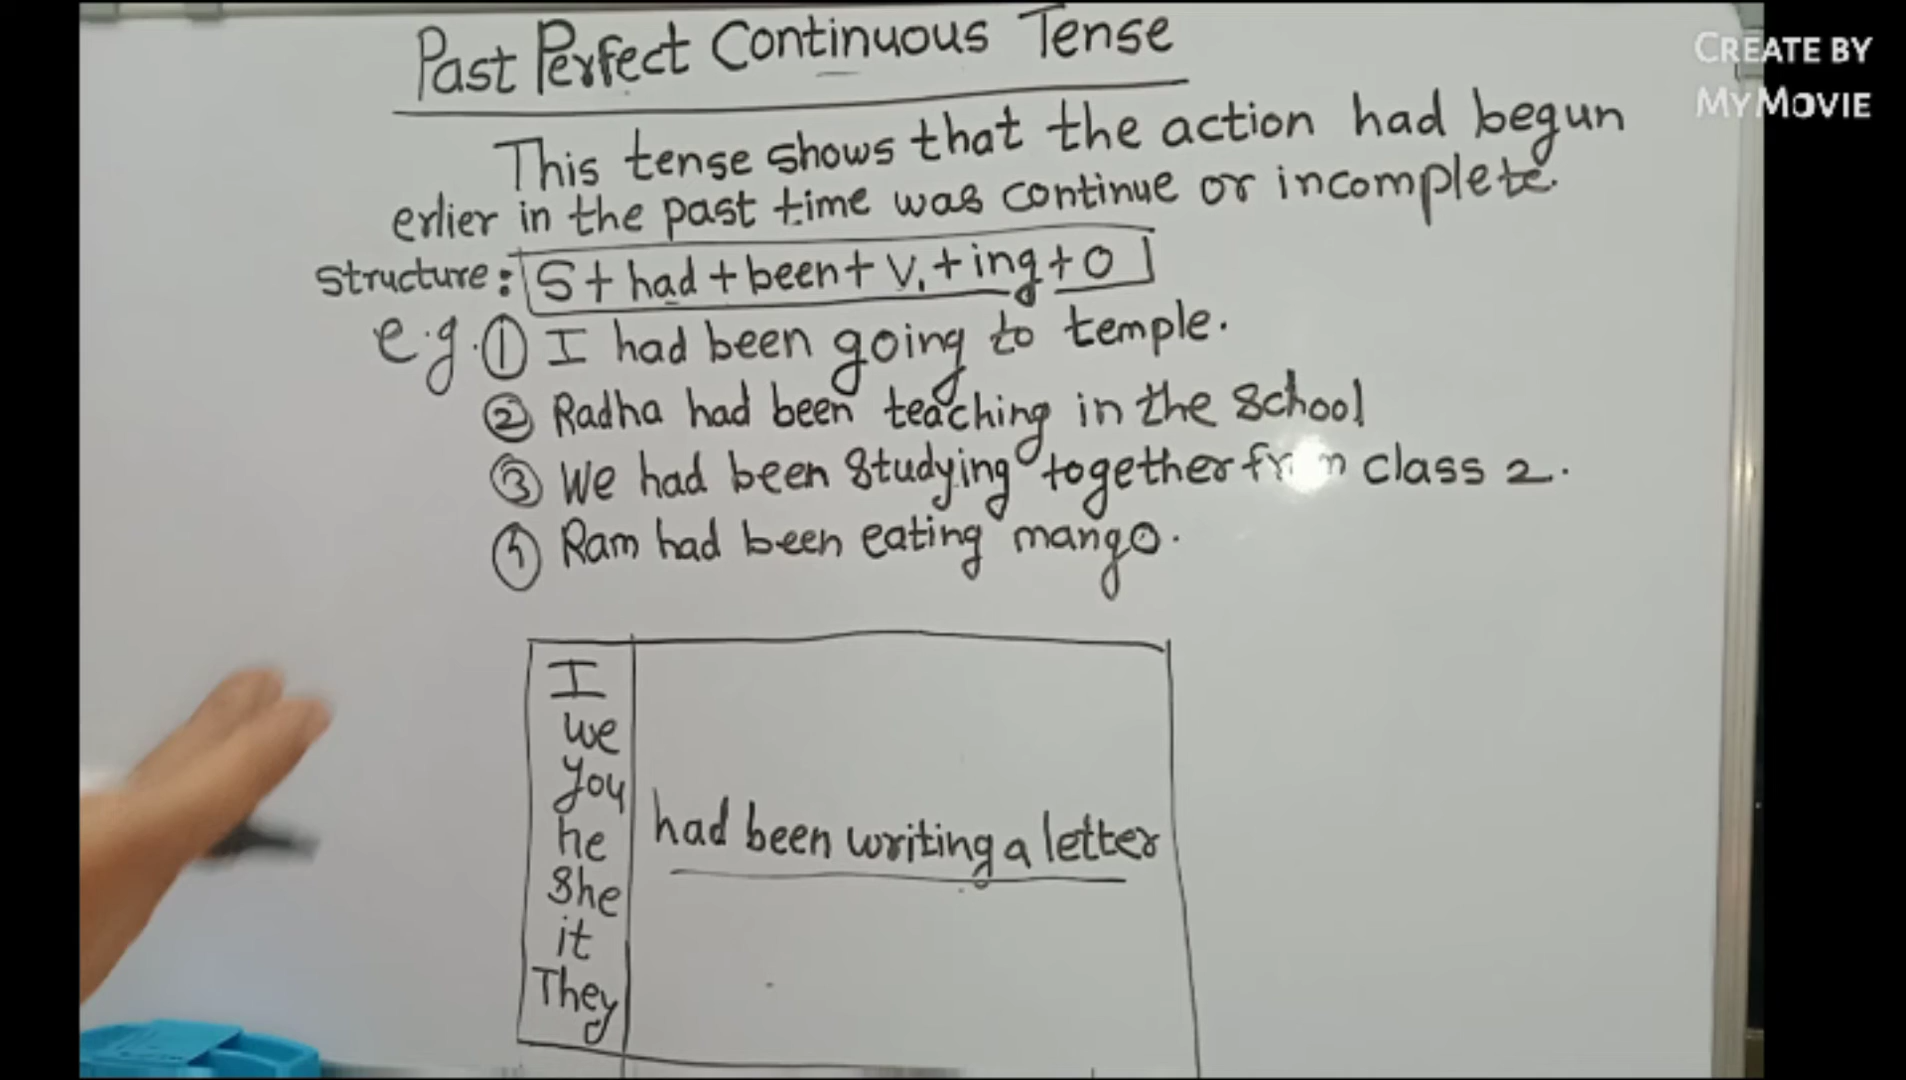 Past Perfect Continuous Tense
CREATE BY
MYMOVIE
This tense shows that the action had begun
erlier in the past time was continue or incomplete.
Structure: S + had + been + V1 + ing + O
e.g. ① I had been going to temple.
② Radha had been teaching in the school
③ We had been studying together from class 2.
④ Ram had been eating mango.
I
we
you
he
she
it
They
had been writing a letter